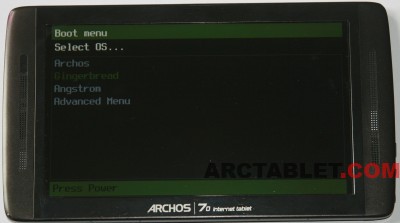 Boot menu
Select OS...
Archos
Gingerbread
Angstrom
Advanced Menu
ARCTABLET.COM
Press Power
ARCHOS 70 internet tablet